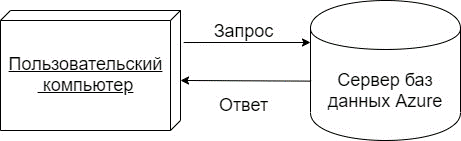 Запрос
Пользовательский
компьютер
Сервер баз
данных Azure
Ответ